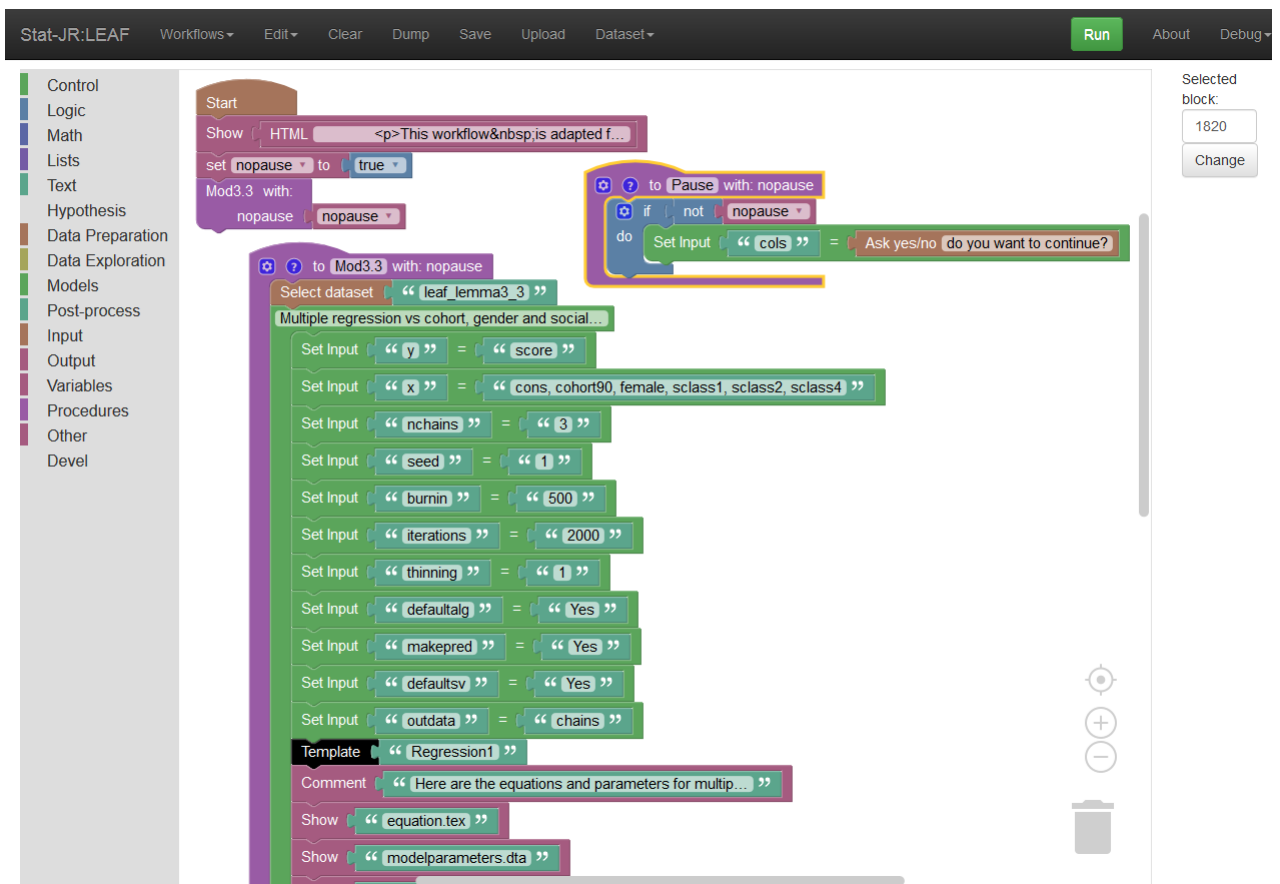 Stat-JR:LEAF Workflows Edit Clear Dump Save Upload Dataset Run About Debug
Control
Logic
Math
Lists
Text
Hypothesis
Data Preparation
Data Exploration
Models
Post-process
Input
Output
Variables
Procedures
Other
Devel
Start
Show HTML <p>This workflow&nbsp;is adapted f...
set nopause to true
Mod3.3 with:
nopause nopause
? to Pause with: nopause
if not nopause
do Set Input “ cols ” = Ask yes/no do you want to continue?
? to Mod3.3 with: nopause
Select dataset “ leaf_lemma3_3 ”
Multiple regression vs cohort, gender and social...
Set Input “ y ” = “ score ”
Set Input “ x ” = “ cons, cohort90, female, sclass1, sclass2, sclass4 ”
Set Input “ nchains ” = “ 3 ”
Set Input “ seed ” = “ 1 ”
Set Input “ burnin ” = “ 500 ”
Set Input “ iterations ” = “ 2000 ”
Set Input “ thinning ” = “ 1 ”
Set Input “ defaultalg ” = “ Yes ”
Set Input “ makepred ” = “ Yes ”
Set Input “ defaultsv ” = “ Yes ”
Set Input “ outdata ” = “ chains ”
Template “ Regression1 ”
Comment “ Here are the equations and parameters for multip... ”
Show “ equation.tex ”
Show “ modelparameters.dta ”
Selected
block:
1820
Change